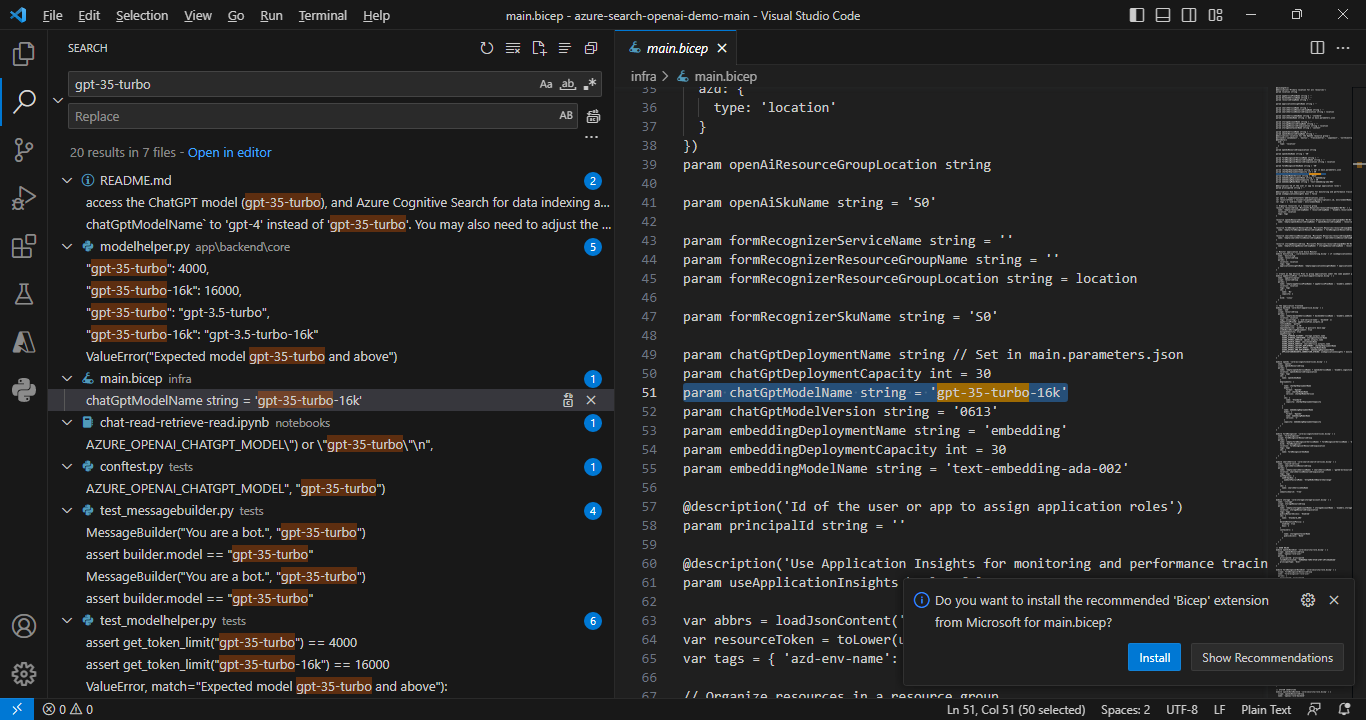 File Edit Selection View Go Run Terminal Help
main.bicep - azure-search-openai-demo-main - Visual Studio Code
SEARCH
gpt-35-turbo
Aa ab .*
Replace
AB
20 results in 7 files - Open in editor
README.md 2
access the ChatGPT model (gpt-35-turbo), and Azure Cognitive Search for data indexing a...
chatGptModelName` to 'gpt-4' instead of 'gpt-35-turbo'. You may also need to adjust the ...
modelhelper.py app\backend\core 5
"gpt-35-turbo": 4000,
"gpt-35-turbo-16k": 16000,
"gpt-35-turbo": "gpt-3.5-turbo",
"gpt-35-turbo-16k": "gpt-3.5-turbo-16k"
ValueError("Expected model gpt-35-turbo and above")
main.bicep infra 1
chatGptModelName string = 'gpt-35-turbo-16k'
chat-read-retrieve-read.ipynb notebooks 1
AZURE_OPENAI_CHATGPT_MODEL\") or \"gpt-35-turbo\"\n",
conftest.py tests 1
AZURE_OPENAI_CHATGPT_MODEL", "gpt-35-turbo")
test_messagebuilder.py tests 4
MessageBuilder("You are a bot.", "gpt-35-turbo")
assert builder.model == "gpt-35-turbo"
MessageBuilder("You are a bot.", "gpt-35-turbo")
assert builder.model == "gpt-35-turbo"
test_modelhelper.py tests 6
assert get_token_limit("gpt-35-turbo") == 4000
assert get_token_limit("gpt-35-turbo-16k") == 16000
ValueError, match="Expected model gpt-35-turbo and above"):
main.bicep
infra > main.bicep
35 azd: {
36 type: 'location'
37 }
38 })
39 param openAiResourceGroupLocation string
40
41 param openAiSkuName string = 'S0'
42
43 param formRecognizerServiceName string = ''
44 param formRecognizerResourceGroupName string = ''
45 param formRecognizerResourceGroupLocation string = location
46
47 param formRecognizerSkuName string = 'S0'
48
49 param chatGptDeploymentName string // Set in main.parameters.json
50 param chatGptDeploymentCapacity int = 30
51 param chatGptModelName string = 'gpt-35-turbo-16k'
52 param chatGptModelVersion string = '0613'
53 param embeddingDeploymentName string = 'embedding'
54 param embeddingDeploymentCapacity int = 30
55 param embeddingModelName string = 'text-embedding-ada-002'
56
57 @description('Id of the user or app to assign application roles')
58 param principalId string = ''
59
60 @description('Use Application Insights for monitoring and performance tracin
61 param useApplicationInsights
62
63 var abbrs = loadJsonContent('
64 var resourceToken = toLower(u
65 var tags = { 'azd-env-name':
66
67 // Organize resources in a resource group
Do you want to install the recommended 'Bicep' extension
from Microsoft for main.bicep?
Install
Show Recommendations
0 0
Ln 51, Col 51 (50 selected) Spaces: 2 UTF-8 LF Plain Text